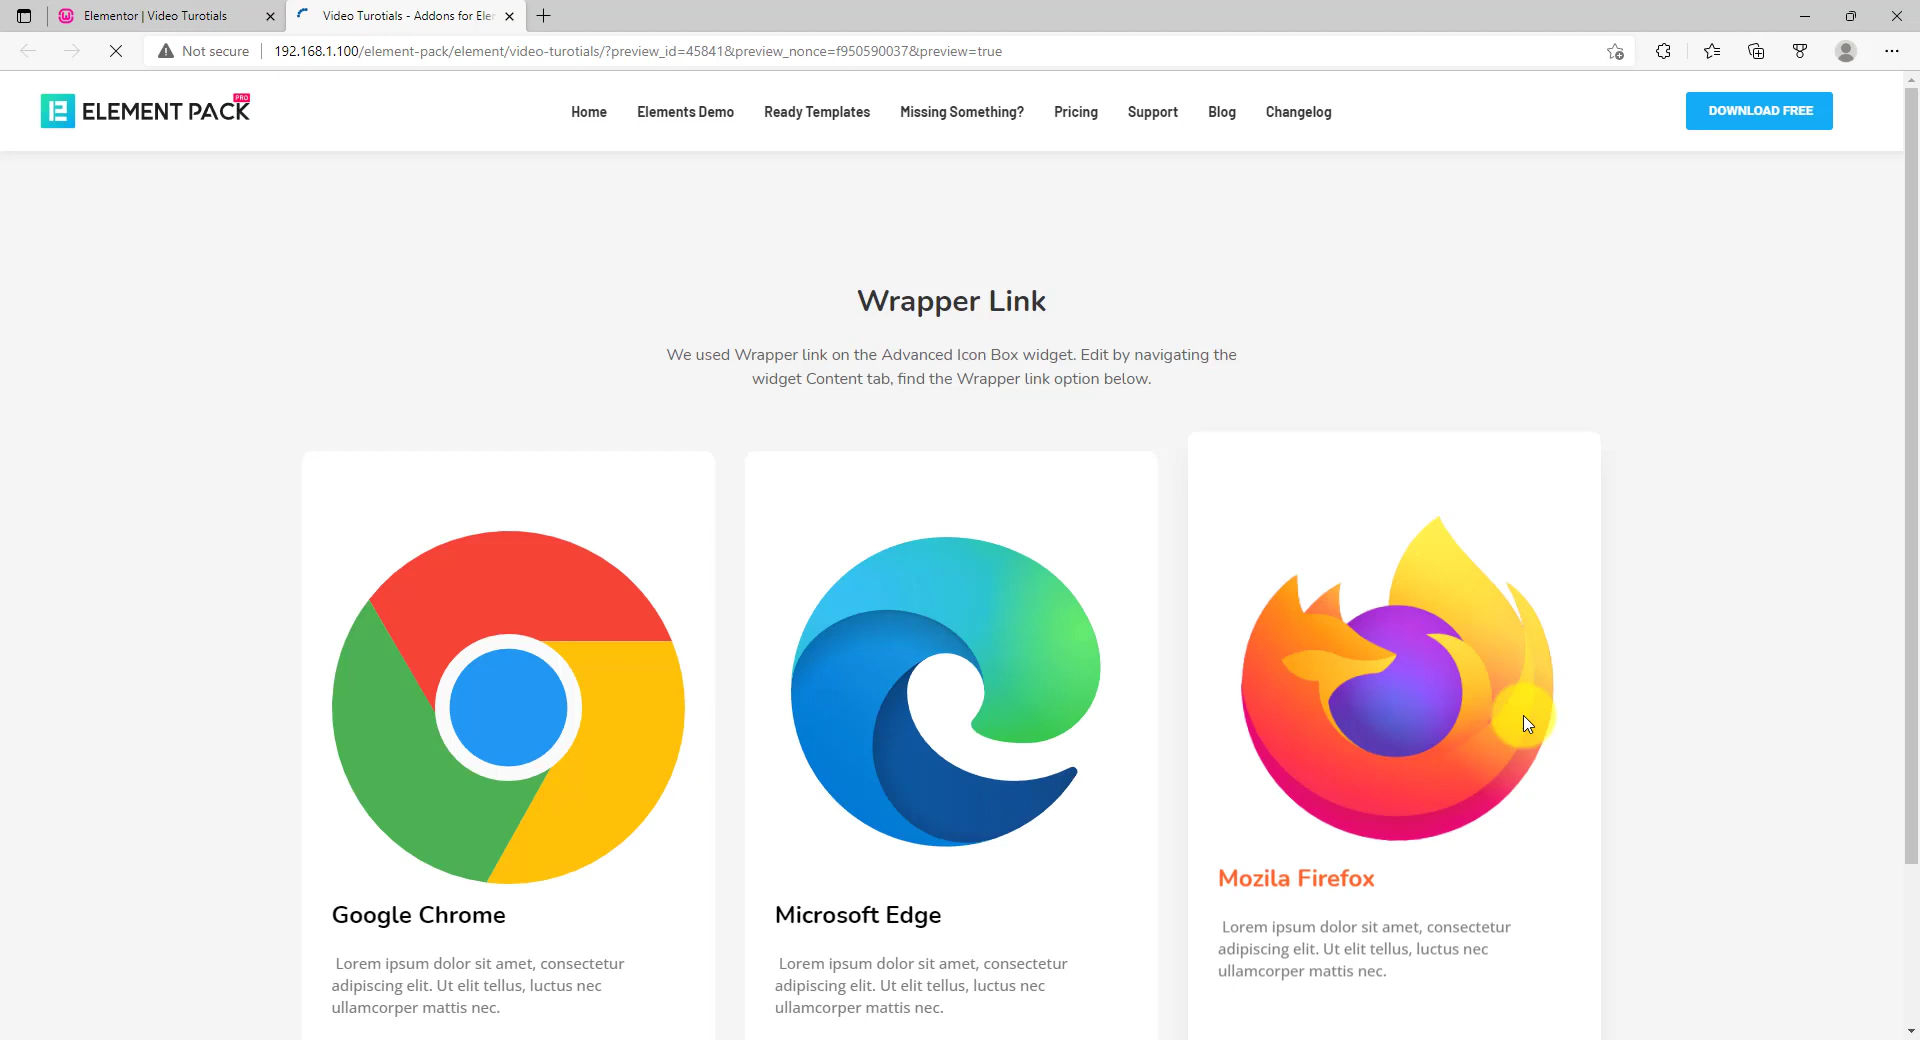 Elementor | Video Turotials
Video Turotials - Addons for Ele
Not secure
192.168.1.100/element-pack/element/video-turotials/?preview_id=45841&preview_nonce=f950590037&preview=true
ELEMENT PACK
PRO
Home
Elements Demo
Ready Templates
Missing Something?
Pricing
Support
Blog
Changelog
DOWNLOAD FREE
Wrapper Link
We used Wrapper link on the Advanced Icon Box widget. Edit by navigating the
widget Content tab, find the Wrapper link option below.
Google Chrome
Lorem ipsum dolor sit amet, consectetur
adipiscing elit. Ut elit tellus, luctus nec
ullamcorper mattis nec.
Microsoft Edge
Lorem ipsum dolor sit amet, consectetur
adipiscing elit. Ut elit tellus, luctus nec
ullamcorper mattis nec.
Mozila Firefox
Lorem ipsum dolor sit amet, consectetur
adipiscing elit. Ut elit tellus, luctus nec
ullamcorper mattis nec.